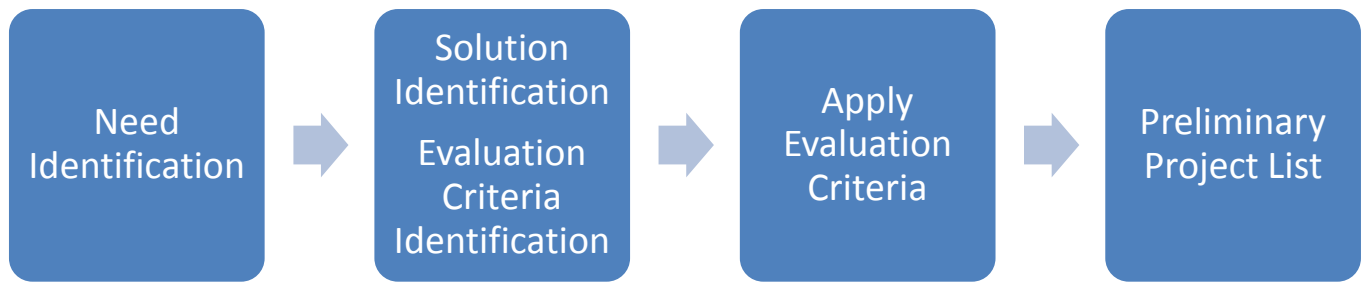 Need
Identification
Solution
Identification
Evaluation
Criteria
Identification
Apply
Evaluation
Criteria
Preliminary
Project List